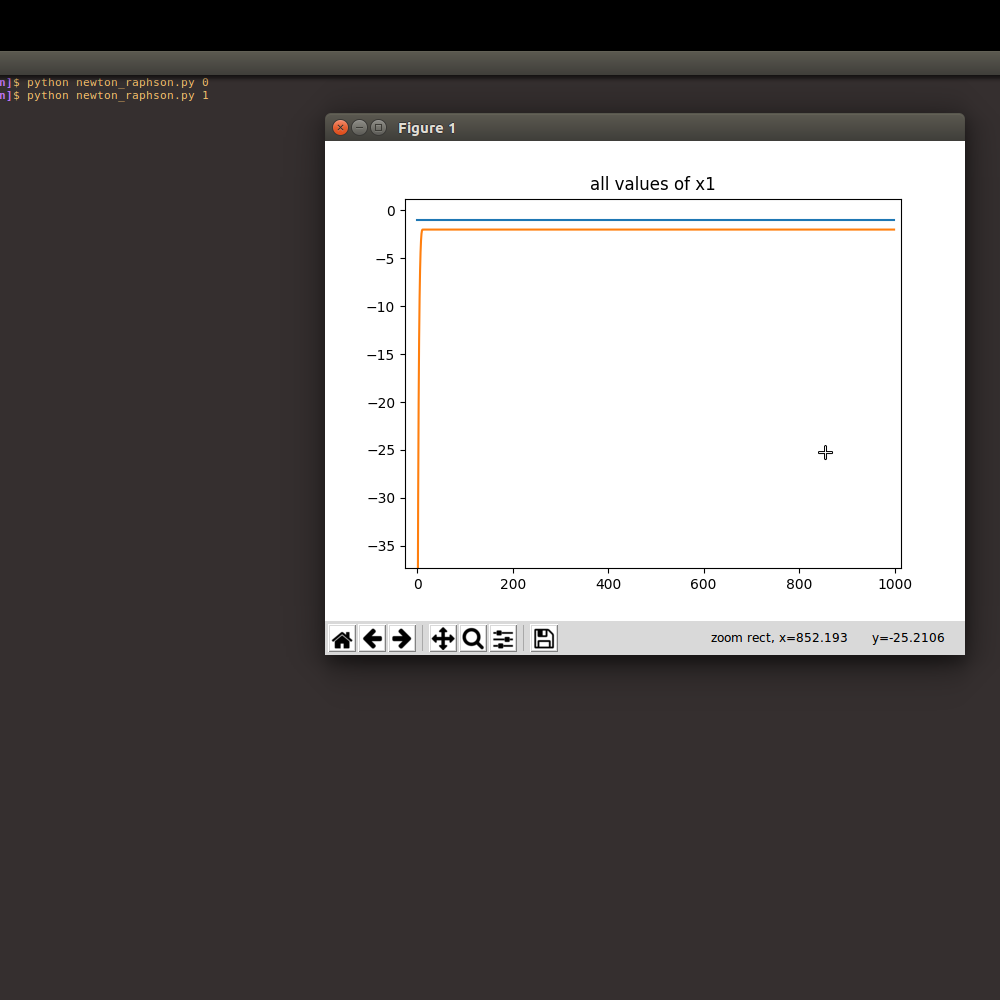 n]$ python newton_raphson.py 0
n]$ python newton_raphson.py 1
Figure 1
all values of x1
0
−5
−10
−15
−20
−25
−30
−35
0 200 400 600 800 1000
zoom rect, x=852.193 y=-25.2106